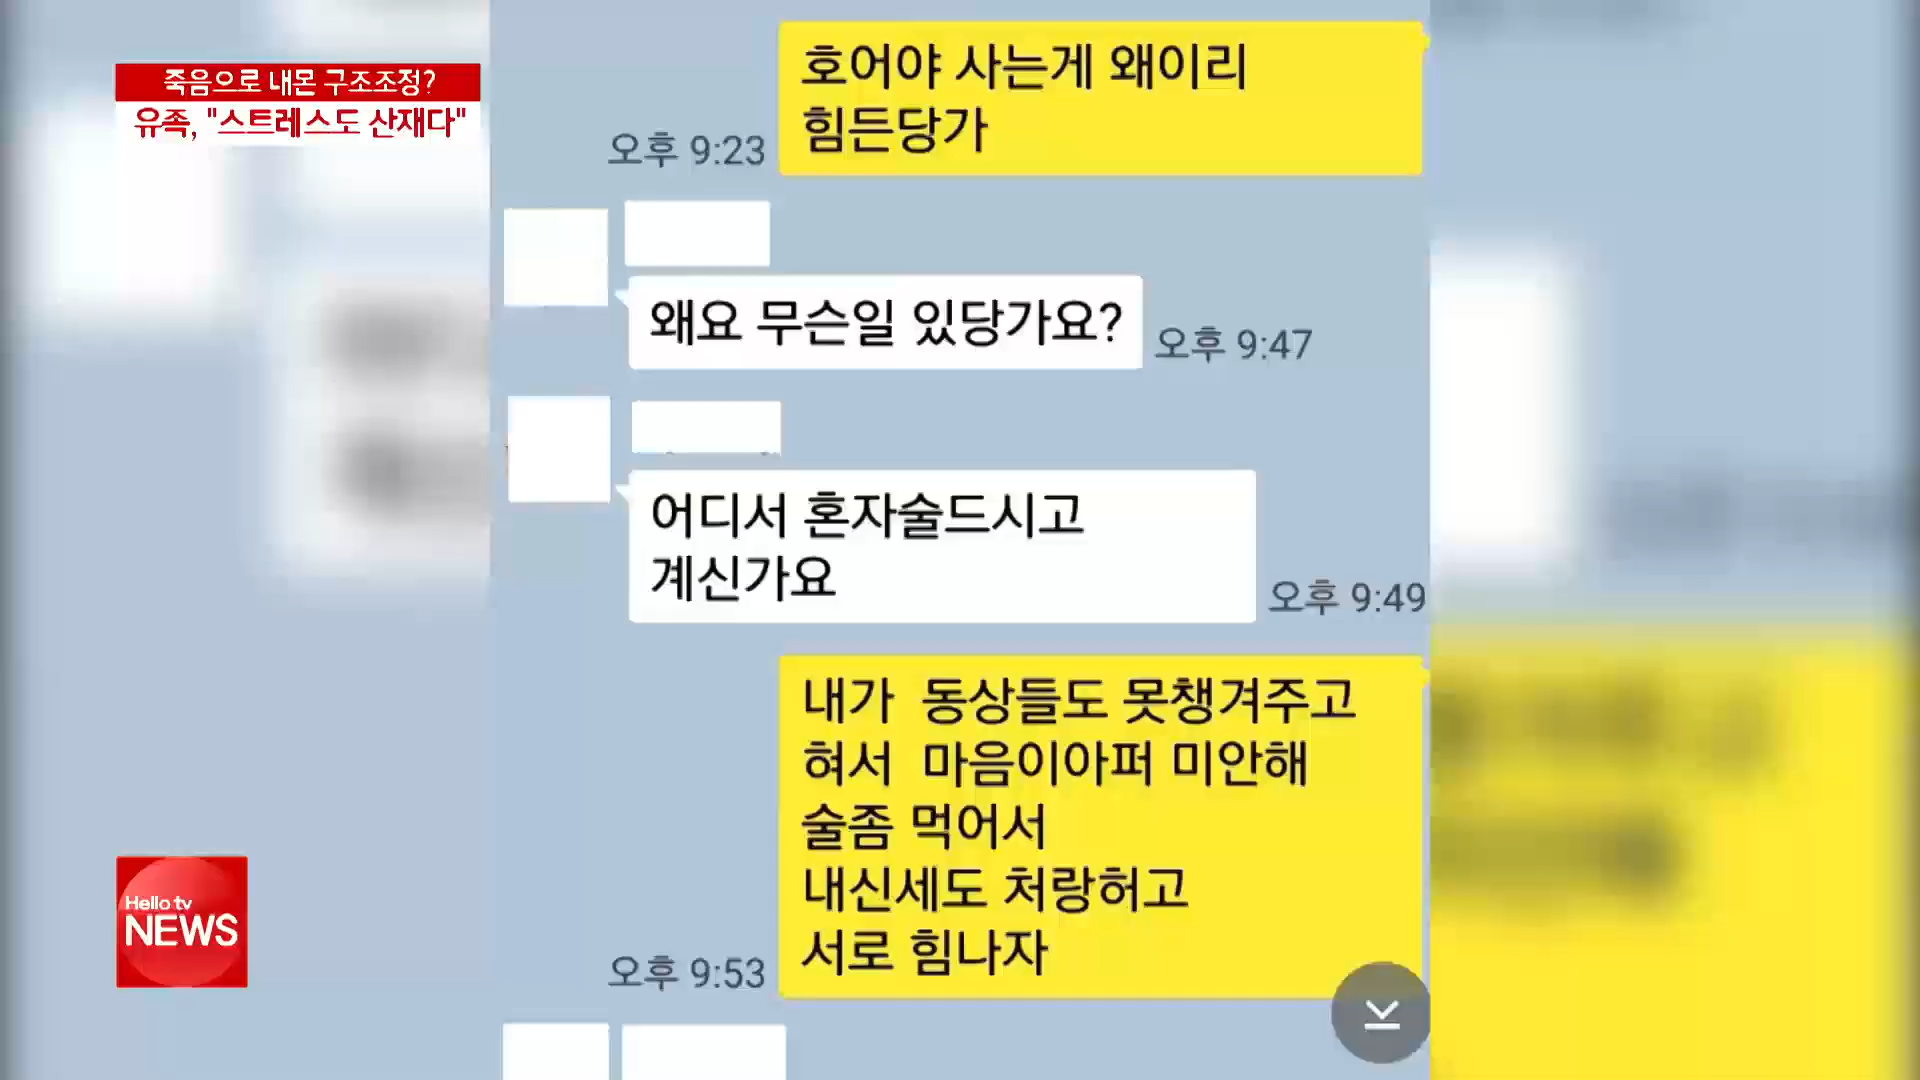 죽음으로 내몬 구조조정?
유족, "스트레스도 산재다"
호어야 사는게 왜이리
힘든당가
오후 9:23
왜요 무슨일 있당가요?
오후 9:47
어디서 혼자술드시고
계신가요
오후 9:49
내가 동상들도 못챙겨주고
혀서 마음이아퍼 미안해
술좀 먹어서
내신세도 처랑허고
서로 힘나자
오후 9:53
Hello tv
NEWS